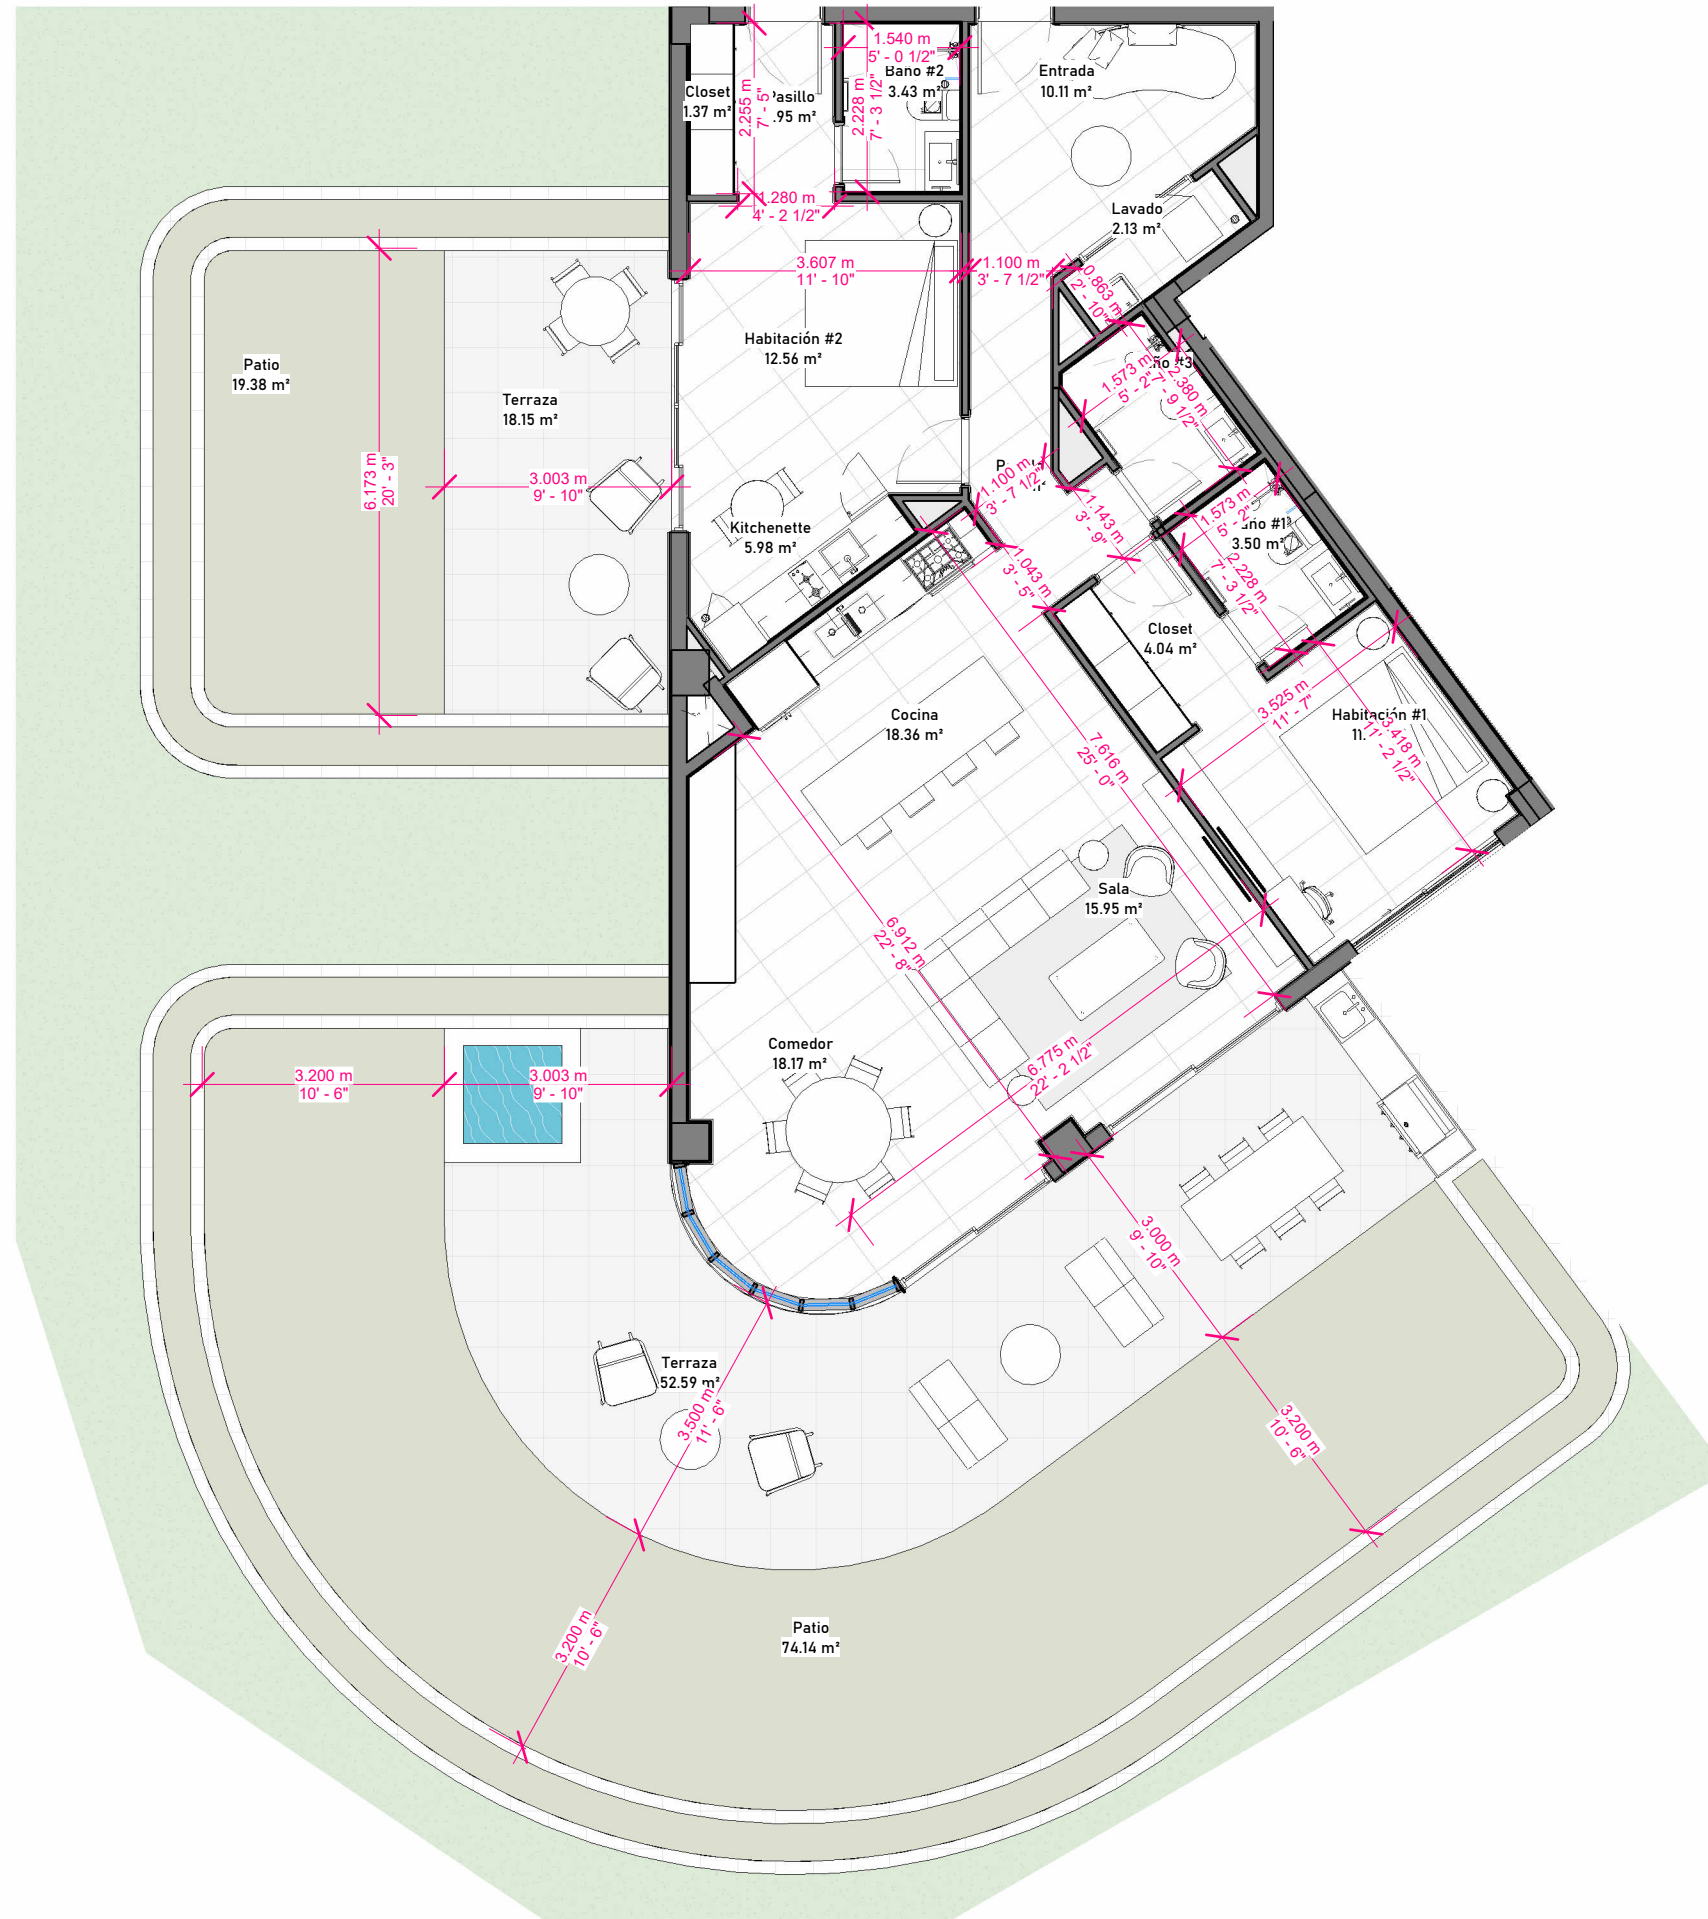 1.540 m
5' - 0 1/2"
Baño #2
3.43 m²
Entrada
10.11 m²
Closet
1.37 m²
2.255 m
7' - 5"
Pasillo
.95 m²
2.228 m
7' - 3 1/2"
1.280 m
4' - 2 1/2"
Lavado
2.13 m²
3.607 m
11' - 10"
1.100 m
3' - 7 1/2"
0.863 m
2' - 10"
Habitación #2
12.56 m²
Patio
19.38 m²
Terraza
18.15 m²
ño #3
1.573 m
5' - 2"
2.380 m
7' - 9 1/2"
6.173 m
20' - 3"
3.003 m
9' - 10"
1.100 m
3' - 7 1/2"
1.143 m
3' - 9"
Kitchenette
5.98 m²
1.573 m
5' - 2"
ño #1
3.50 m²
2.228 m
7' - 3 1/2"
1.043 m
3' - 5"
Closet
4.04 m²
3.525 m
11' - 7"
Habitación #1
11.
3.418 m
11' - 2 1/2"
Cocina
18.36 m²
7.616 m
25' - 0"
Sala
15.95 m²
6.912 m
22' - 8"
Comedor
18.17 m²
6.775 m
22' - 2 1/2"
3.200 m
10' - 6"
3.003 m
9' - 10"
3.000 m
9' - 10"
Terraza
52.59 m²
3.500 m
11' - 6"
3.200 m
10' - 6"
3.200 m
10' - 6"
Patio
74.14 m²